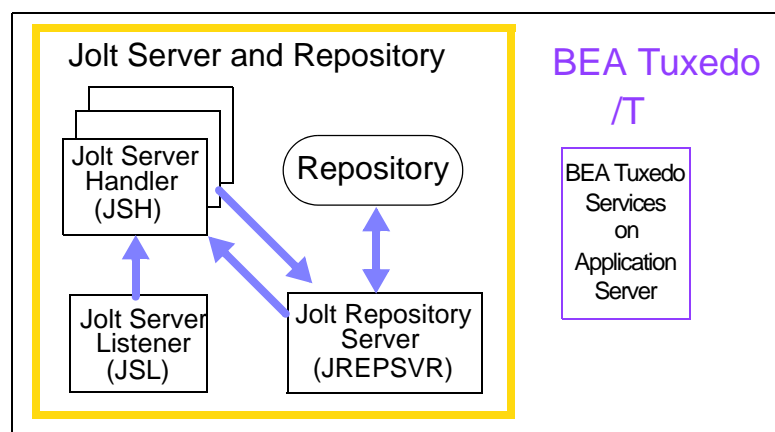 Jolt Server and Repository
BEA Tuxedo
/T
Jolt Server
Handler
(JSH)
Repository
BEA Tuxedo
Services
on
Application
Server
Jolt Server
Listener
(JSL)
Jolt Repository
Server
(JREPSVR)